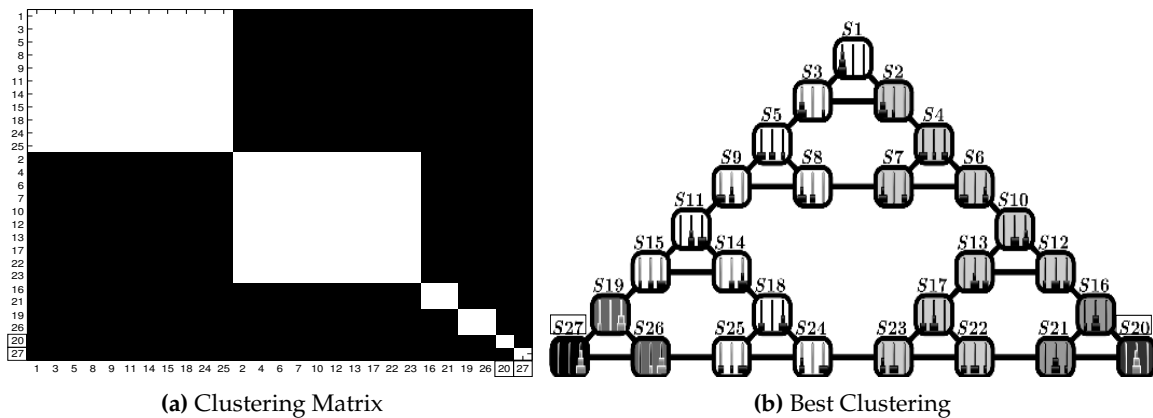 1
3
5
8
9
11
14
15
18
24
25
2
4
6
7
10
12
13
17
22
23
16
21
19
26
20
27
1 3 5 8 9 11 14 15 18 24 25 2 4 6 7 10 12 13 17 22 23 16 21 19 26 20 27
(a) Clustering Matrix
S1
S3 S2
S5 S4
S9 S8 S7 S6
S11 S10
S15 S14 S13 S12
S19 S18 S17 S16
S27 S26 S25 S24 S23 S22 S21 S20
(b) Best Clustering